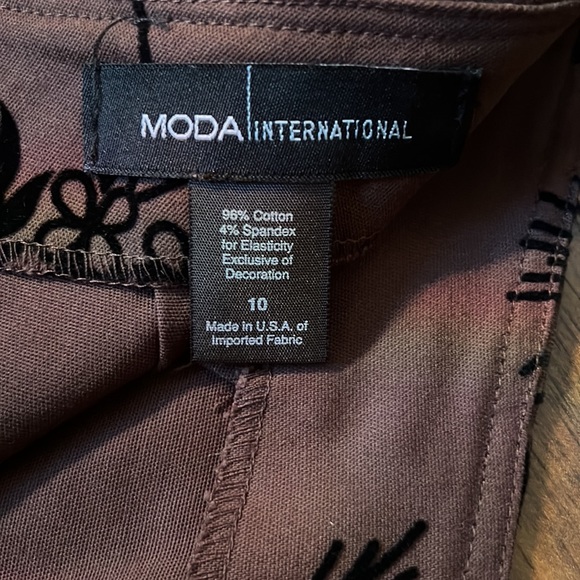 MODA INTERNATIONAL
96% Cotton
4% Spandex
for Elasticity
Exclusive of
Decoration
10
Made in U.S.A. of
Imported Fabric